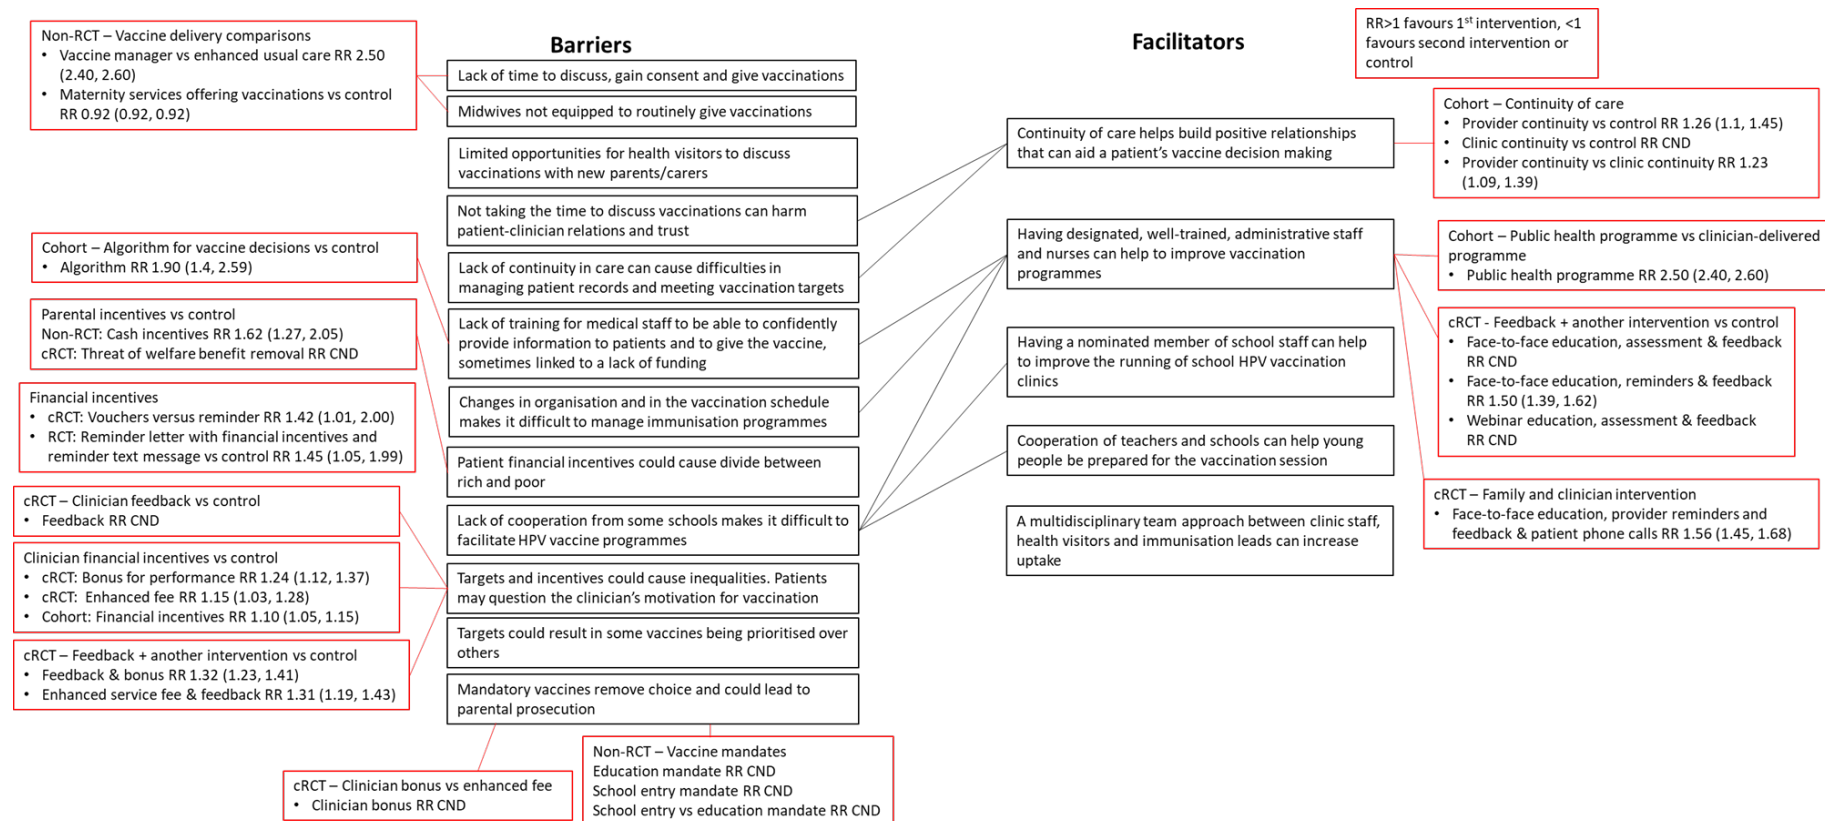 Non-RCT – Vaccine delivery comparisons
• Vaccine manager vs enhanced usual care RR 2.50
(2.40, 2.60)
• Maternity services offering vaccinations vs control
RR 0.92 (0.92, 0.92)
Cohort – Algorithm for vaccine decisions vs control
• Algorithm RR 1.90 (1.4, 2.59)
Parental incentives vs control
Non-RCT: Cash incentives RR 1.62 (1.27, 2.05)
cRCT: Threat of welfare benefit removal RR CND
Financial incentives
• cRCT: Vouchers versus reminder RR 1.42 (1.01, 2.00)
• RCT: Reminder letter with financial incentives and
reminder text message vs control RR 1.45 (1.05, 1.99)
cRCT – Clinician feedback vs control
• Feedback RR CND
Clinician financial incentives vs control
• cRCT: Bonus for performance RR 1.24 (1.12, 1.37)
• cRCT: Enhanced fee RR 1.15 (1.03, 1.28)
• Cohort: Financial incentives RR 1.10 (1.05, 1.15)
cRCT – Feedback + another intervention vs control
• Feedback & bonus RR 1.32 (1.23, 1.41)
• Enhanced service fee & feedback RR 1.31 (1.19, 1.43)
Barriers
Lack of time to discuss, gain consent and give vaccinations
Midwives not equipped to routinely give vaccinations
Limited opportunities for health visitors to discuss
vaccinations with new parents/carers
Not taking the time to discuss vaccinations can harm
patient-clinician relations and trust
Lack of continuity in care can cause difficulties in
managing patient records and meeting vaccination targets
Lack of training for medical staff to be able to confidently
provide information to patients and to give the vaccine,
sometimes linked to a lack of funding
Changes in organisation and in the vaccination schedule
makes it difficult to manage immunisation programmes
Patient financial incentives could cause divide between
rich and poor
Lack of cooperation from some schools makes it difficult to
facilitate HPV vaccine programmes
Targets and incentives could cause inequalities. Patients
may question the clinician's motivation for vaccination
Targets could result in some vaccines being prioritised over
others
Mandatory vaccines remove choice and could lead to
parental prosecution
cRCT – Clinician bonus vs enhanced fee
• Clinician bonus RR CND
Non-RCT – Vaccine mandates
Education mandate RR CND
School entry mandate RR CND
School entry vs education mandate RR CND
Facilitators
Continuity of care helps build positive relationships
that can aid a patient's vaccine decision making
Having designated, well-trained, administrative staff
and nurses can help to improve vaccination
programmes
Having a nominated member of school staff can help
to improve the running of school HPV vaccination
clinics
Cooperation of teachers and schools can help young
people be prepared for the vaccination session
A multidisciplinary team approach between clinic staff,
health visitors and immunisation leads can increase
uptake
RR>1 favours 1st intervention, <1
favours second intervention or
control
Cohort – Continuity of care
• Provider continuity vs control RR 1.26 (1.1, 1.45)
• Clinic continuity vs control RR CND
• Provider continuity vs clinic continuity RR 1.23
(1.09, 1.39)
Cohort – Public health programme vs clinician-delivered
programme
• Public health programme RR 2.50 (2.40, 2.60)
cRCT - Feedback + another intervention vs control
• Face-to-face education, assessment & feedback
RR CND
• Face-to-face education, reminders & feedback
RR 1.50 (1.39, 1.62)
• Webinar education, assessment & feedback
RR CND
cRCT – Family and clinician intervention
• Face-to-face education, provider reminders and
feedback & patient phone calls RR 1.56 (1.45, 1.68)